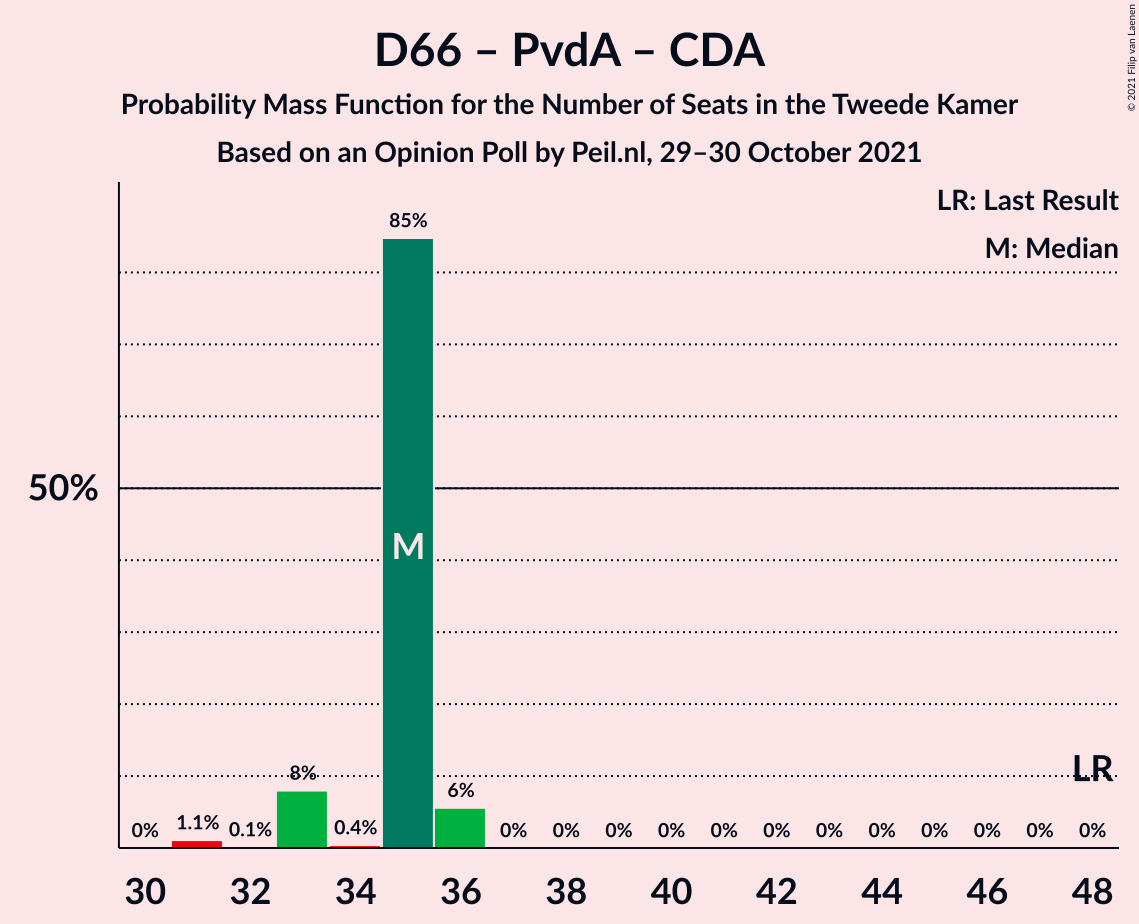 © 2021 Filip van Laenen
D66 – PvdA – CDA
Probability Mass Function for the Number of Seats in the Tweede Kamer
Based on an Opinion Poll by Peil.nl, 29–30 October 2021
LR: Last Result
M: Median
50%
0%
1.1%
0.1%
8%
0.4%
85%
M
6%
0%
0%
0%
0%
0%
0%
0%
0%
0%
0%
0%
0%
LR
30 32 34 36 38 40 42 44 46 48